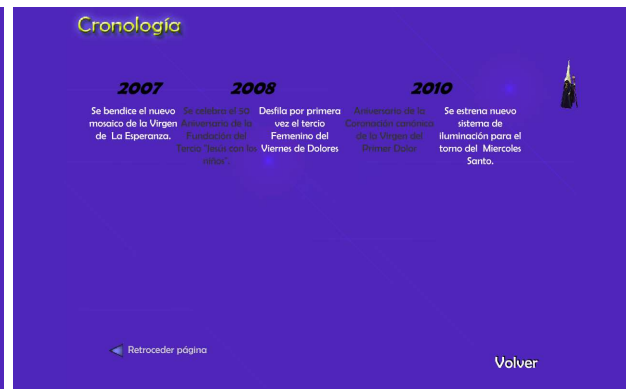 Cronología
2007
2008
2010
Se bendice el nuevo
mosaico de la Virgen
de La Esperanza.
Se celebra el 50
Aniversario de la
Fundación del
Tercio "Jesús con los
niños".
Desfila por primera
vez el tercio
Femenino del
Viernes de Dolores
Aniversario de la
Coronación canónica
de la Virgen del
Primer Dolor.
Se estrena nuevo
sistema de
iluminación para el
torno del Miercoles
Santo.
Retroceder página
Volver